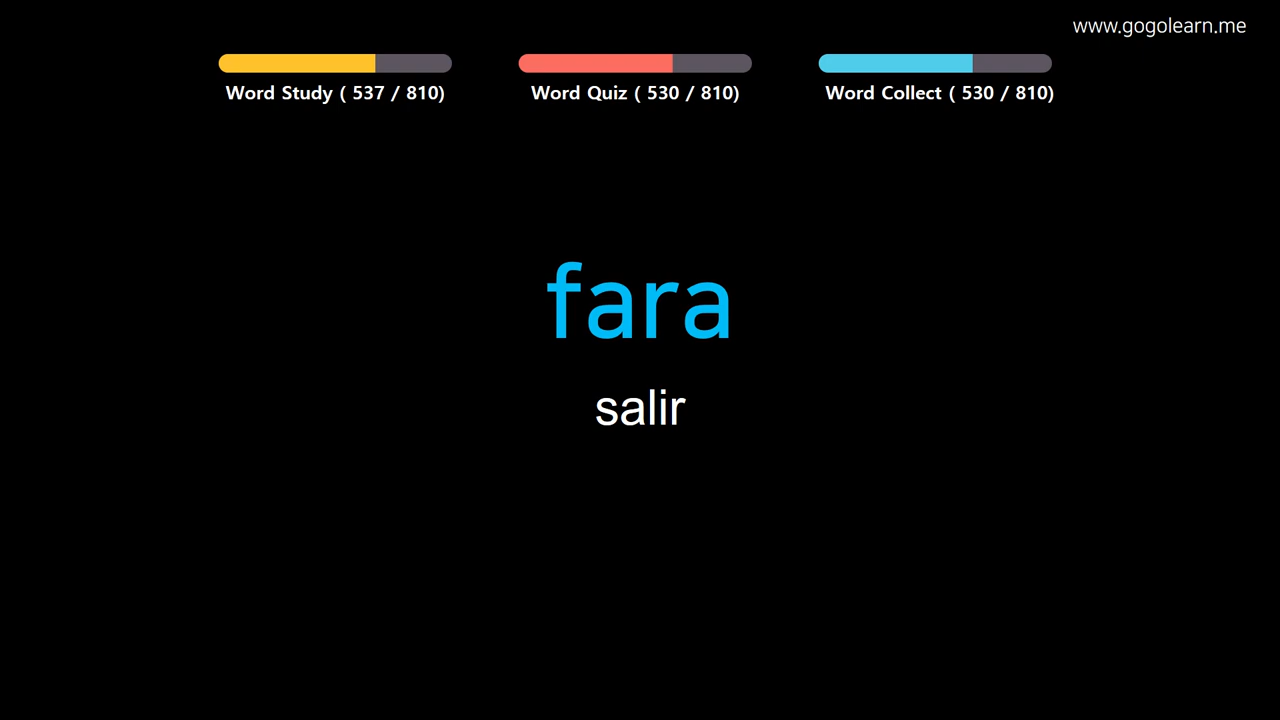 www.gogolearn.me
Word Study ( 537 / 810)
Word Quiz ( 530 / 810)
Word Collect ( 530 / 810)
fara
salir